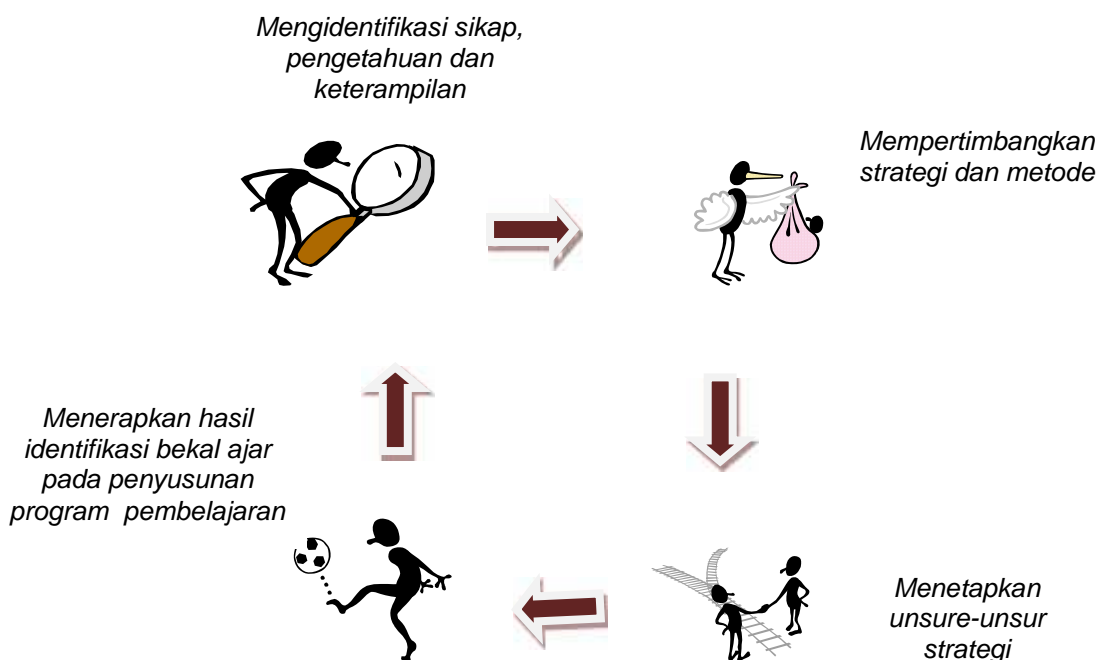 Mengidentifikasi sikap,
pengetahuan dan
keterampilan
Mempertimbangkan
strategi dan metode
Menerapkan hasil
identifikasi bekal ajar
pada penyusunan
program  pembelajaran
Menetapkan
unsure-unsur
strategi